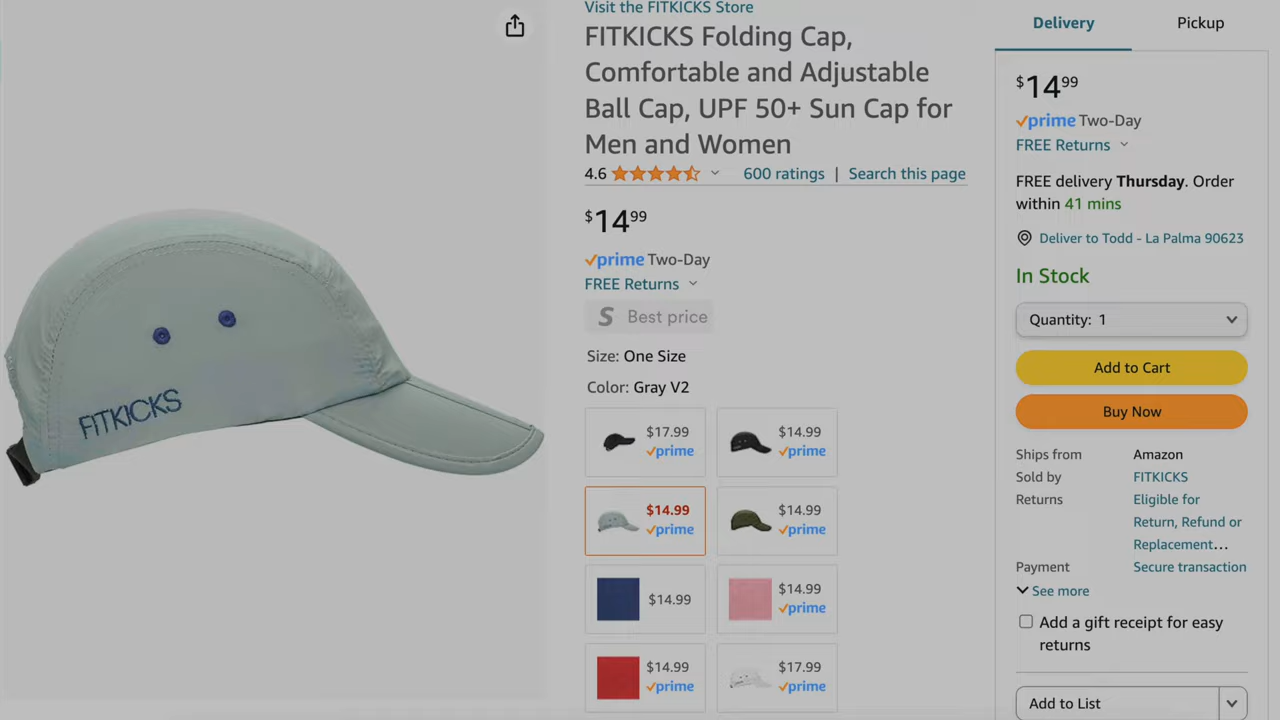 Visit the FITKICKS Store
FITKICKS Folding Cap,
Comfortable and Adjustable
Ball Cap, UPF 50+ Sun Cap for
Men and Women
4.6 600 ratings | Search this page
$14.99
prime Two-Day
FREE Returns
S Best price
Size: One Size
Color: Gray V2
$17.99
prime
$14.99
prime
$14.99
prime
$14.99
prime
$14.99
$14.99
prime
$14.99
prime
$17.99
prime
FITKICKS
Delivery Pickup
$14.99
prime Two-Day
FREE Returns
FREE delivery Thursday. Order
within 41 mins
Deliver to Todd - La Palma 90623
In Stock
Quantity: 1
Add to Cart
Buy Now
Ships from Amazon
Sold by FITKICKS
Returns Eligible for
Return, Refund or
Replacement…
Payment Secure transaction
See more
Add a gift receipt for easy
returns
Add to List